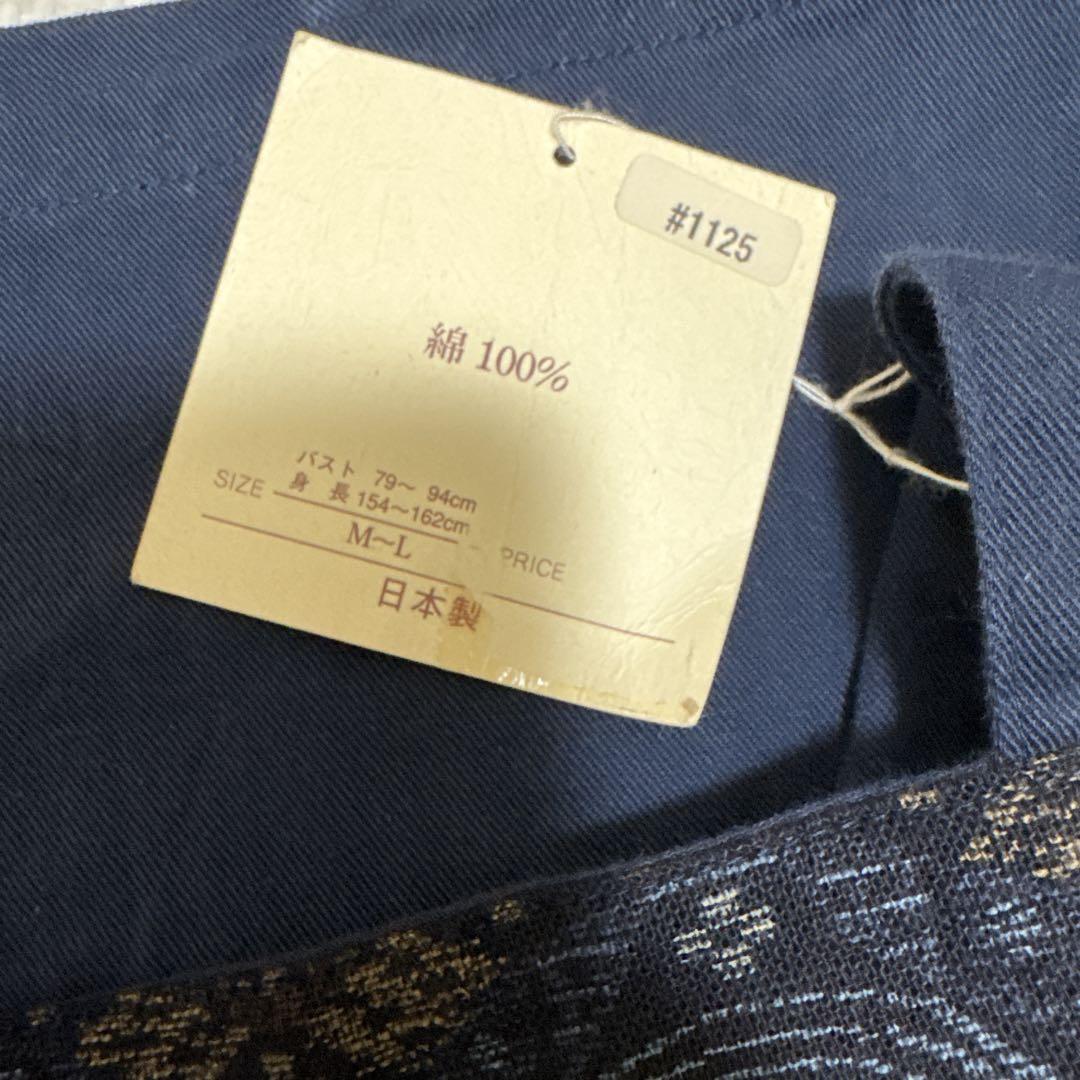 #1125
綿 100%
バスト 79〜 94cm
SIZE 身 長 154〜162cm
M〜L
PRICE
日本製